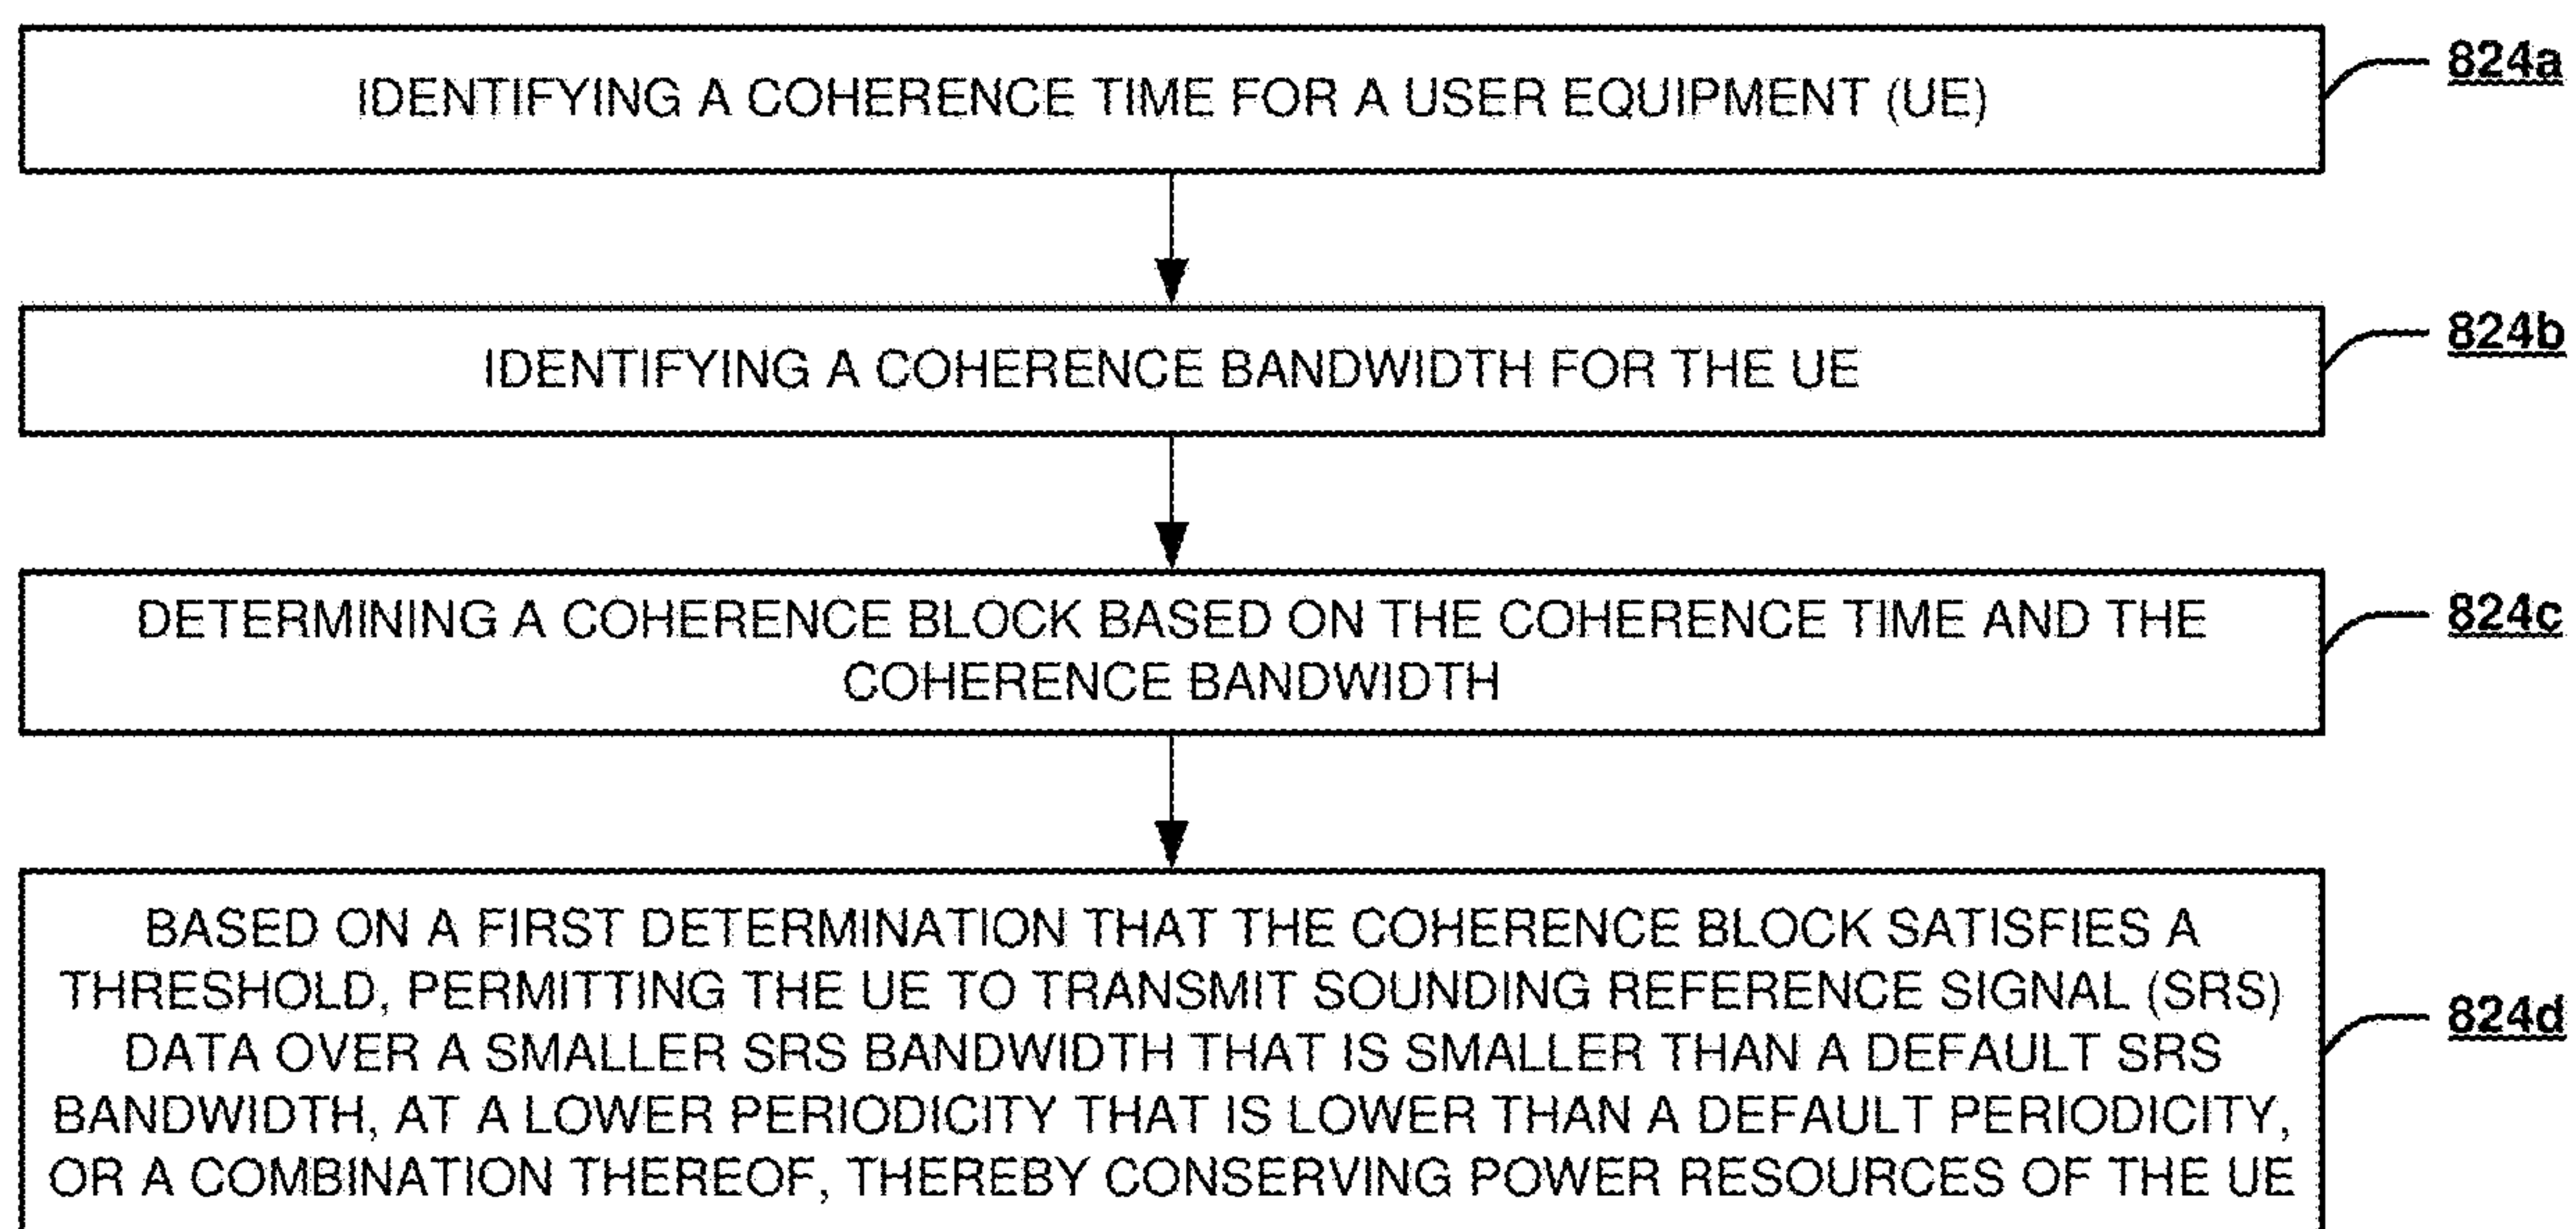 IDENTIFYING A COHERENCE TIME FOR A USER EQUIPMENT (UE)
824a
IDENTIFYING A COHERENCE BANDWIDTH FOR THE UE
824b
DETERMINING A COHERENCE BLOCK BASED ON THE COHERENCE TIME AND THE
COHERENCE BANDWIDTH
824c
BASED ON A FIRST DETERMINATION THAT THE COHERENCE BLOCK SATISFIES A
THRESHOLD, PERMITTING THE UE TO TRANSMIT SOUNDING REFERENCE SIGNAL (SRS)
DATA OVER A SMALLER SRS BANDWIDTH THAT IS SMALLER THAN A DEFAULT SRS
BANDWIDTH, AT A LOWER PERIODICITY THAT IS LOWER THAN A DEFAULT PERIODICITY,
OR A COMBINATION THEREOF, THEREBY CONSERVING POWER RESOURCES OF THE UE
824d